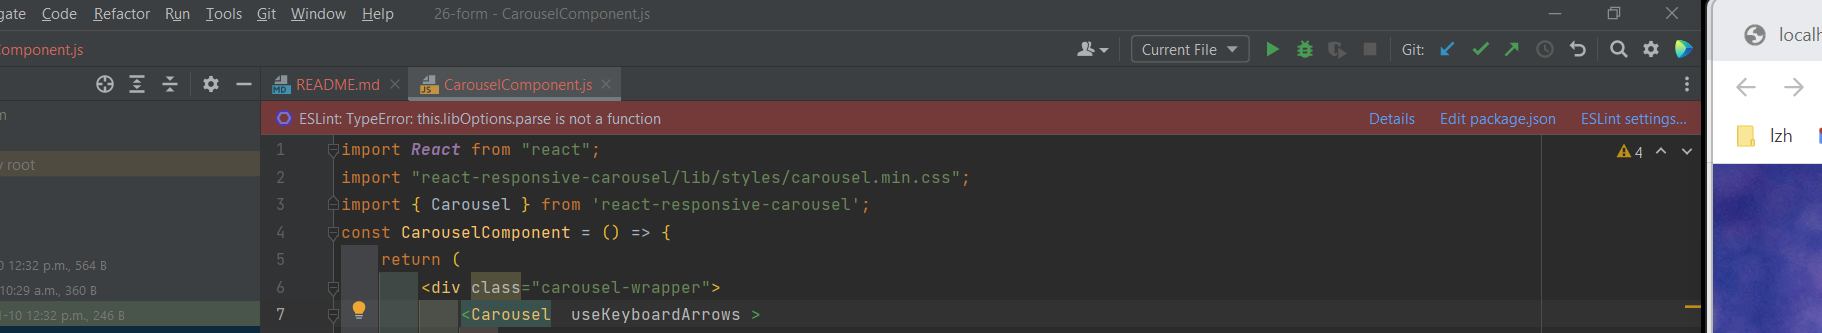 gate Code Refactor Run Tools Git Window Help 26-form - CarouselComponent.js
Component.js Current File Git: localh
README.md CarouselComponent.js
ESLint: TypeError: this.libOptions.parse is not a function Details Edit package.json ESLint settings...
lzh
1 import React from "react"; 4
2 import "react-responsive-carousel/lib/styles/carousel.min.css";
3 import { Carousel } from 'react-responsive-carousel';
4 const CarouselComponent = () => {
5 return (
6 <div class="carousel-wrapper">
7 <Carousel useKeyboardArrows >
m
y root
0 12:32 p.m., 564 B
10:29 a.m., 360 B
1-10 12:32 p.m., 246 B